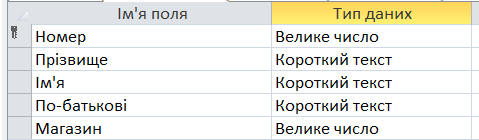 Ім'я поля Тип даних
Номер Велике число
Прізвище Короткий текст
Ім'я Короткий текст
По-батькові Короткий текст
Магазин Велике число